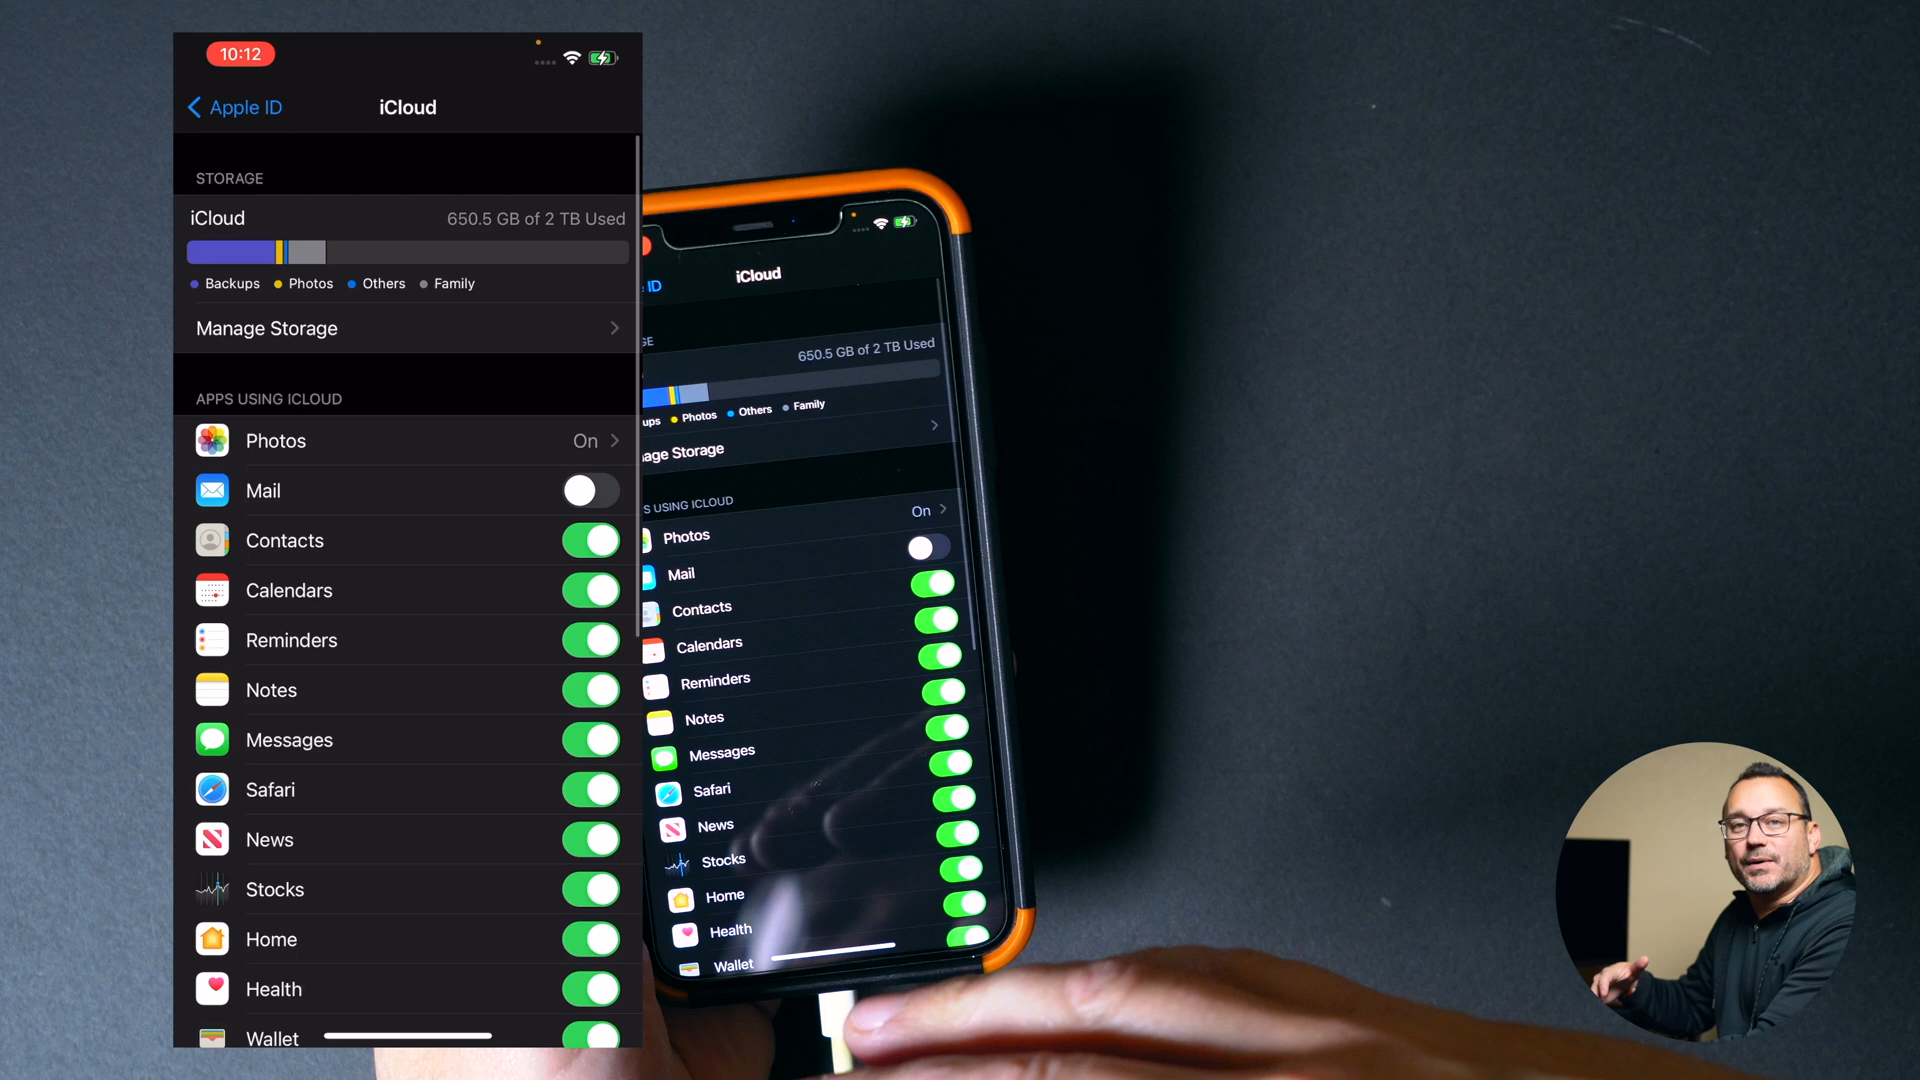 10:12
Apple ID
iCloud
STORAGE
iCloud
650.5 GB of 2 TB Used
Backups Photos Others Family
Manage Storage
APPS USING ICLOUD
Photos On
Mail
Contacts
Calendars
Reminders
Notes
Messages
Safari
News
Stocks
Home
Health
Wallet
ID
iCloud
GE
650.5 GB of 2 TB Used
ups Photos Others Family
age Storage
S USING ICLOUD
Photos On
Mail
Contacts
Calendars
Reminders
Notes
Messages
Safari
News
Stocks
Home
Health
Wallet